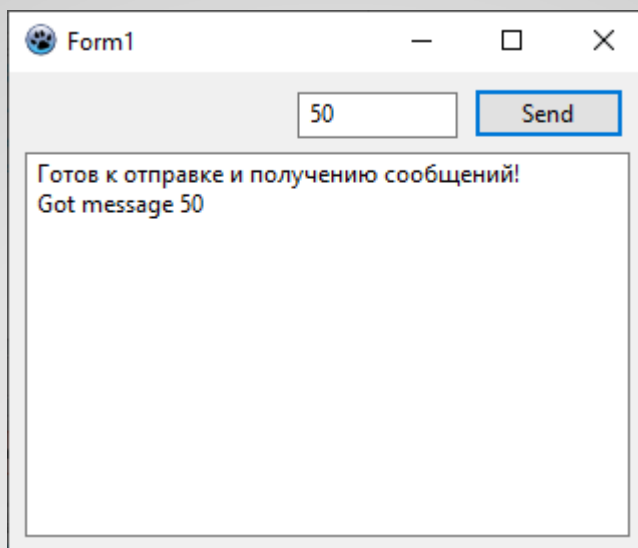 Form1
50
Send
Готов к отправке и получению сообщений!
Got message 50